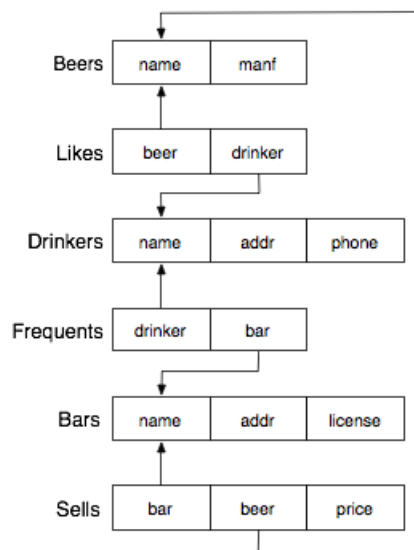 Beers name manf
Likes beer drinker
Drinkers name addr phone
Frequents drinker bar
Bars name addr license
Sells bar beer price